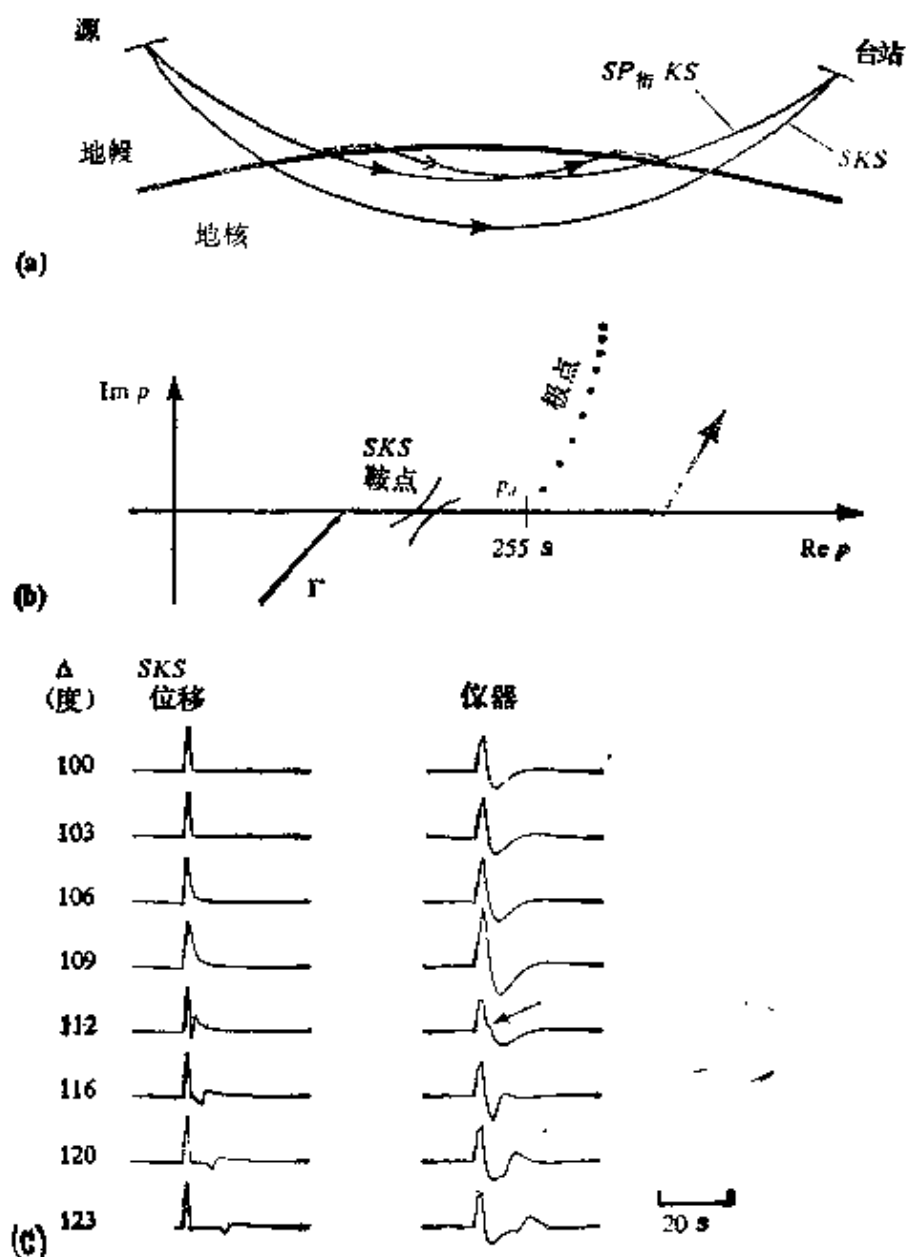 源
台站
SP衍 KS
SKS
地幔
地核
(a)
Im p
极点
SKS
鞍点
p_d
255 s
Re p
Γ
(b)
Δ
(度)
SKS
位移
仪器
100
103
106
109
112
116
120
123
20 s
(C)